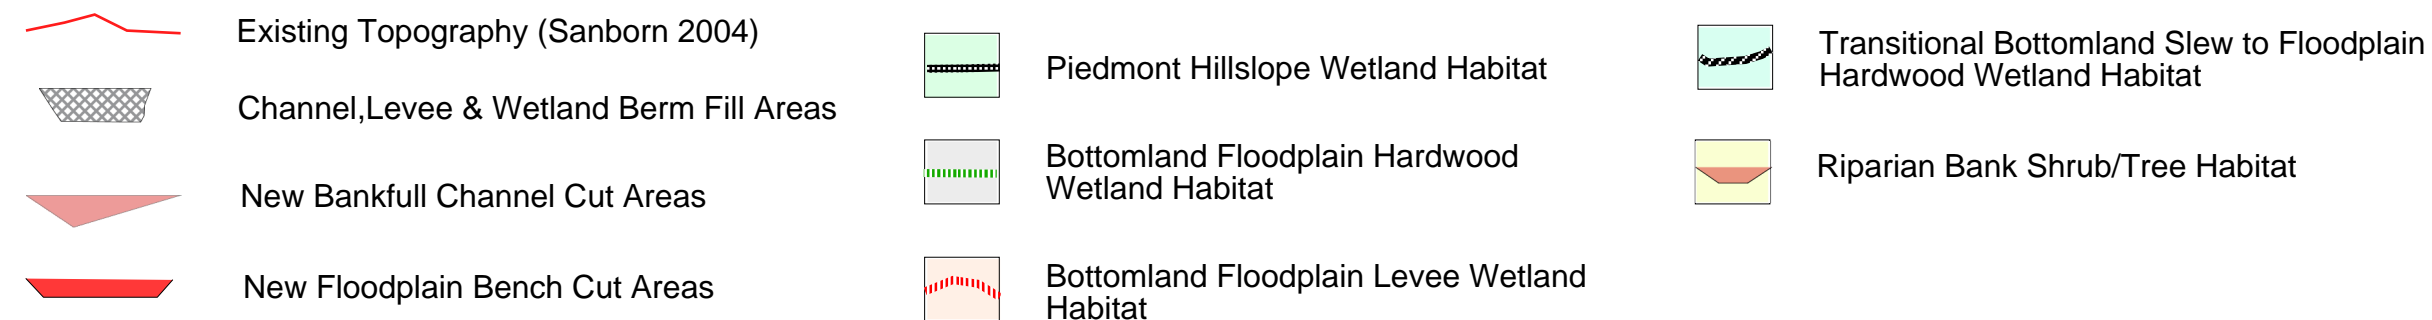 Existing Topography (Sanborn 2004)
Channel,Levee & Wetland Berm Fill Areas
New Bankfull Channel Cut Areas
New Floodplain Bench Cut Areas
Piedmont Hillslope Wetland Habitat
Bottomland Floodplain Hardwood
Wetland Habitat
Bottomland Floodplain Levee Wetland
Habitat
Transitional Bottomland Slew to Floodplain
Hardwood Wetland Habitat
Riparian Bank Shrub/Tree Habitat